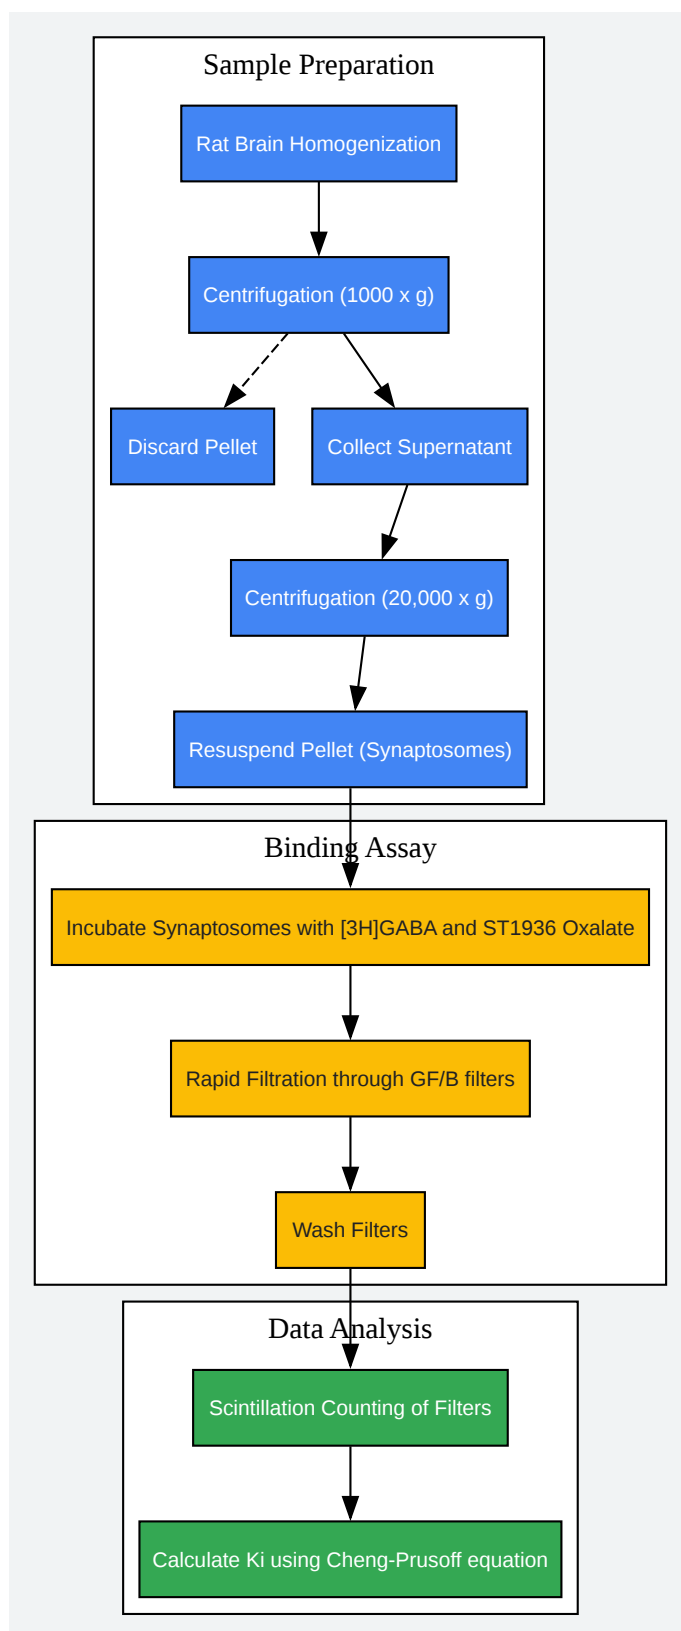 Sample Preparation
Rat Brain Homogenization
Centrifugation (1000 x g)
Discard Pellet
Collect Supernatant
Centrifugation (20,000 x g)
Resuspend Pellet (Synaptosomes)
Binding Assay
Incubate Synaptosomes with [3H]GABA and ST1936 Oxalate
Rapid Filtration through GF/B filters
Wash Filters
Data Analysis
Scintillation Counting of Filters
Calculate Ki using Cheng-Prusoff equation